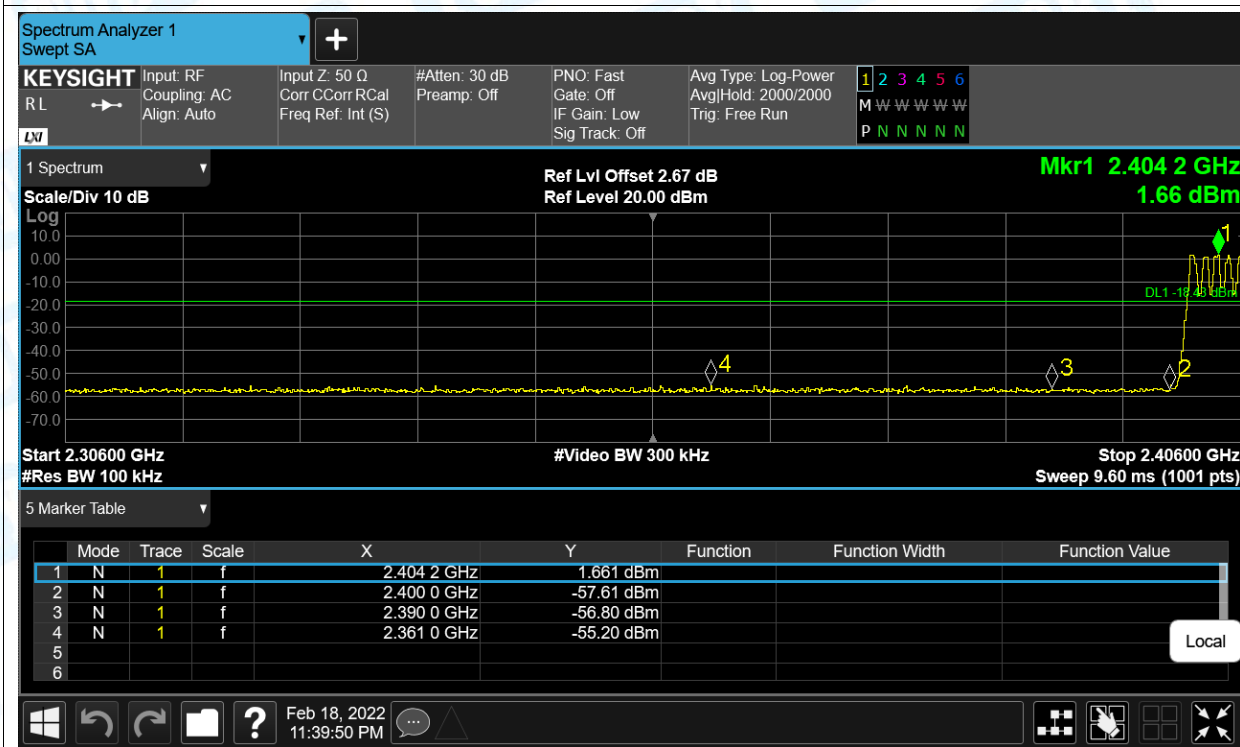 Spectrum Analyzer 1
Swept SA
KEYSIGHT Input: RF Input Z: 50 Ω #Atten: 30 dB PNO: Fast Avg Type: Log-Power 1 2 3 4 5 6
R L Coupling: AC Corr CCorr RCal Preamp: Off Gate: Off Avg|Hold: 2000/2000 M W W W W W
Align: Auto Freq Ref: Int (S) IF Gain: Low Trig: Free Run
LXI Sig Track: Off P N N N N N
1 Spectrum Ref Lvl Offset 2.67 dB Mkr1 2.404 2 GHz
Scale/Div 10 dB Ref Level 20.00 dBm 1.66 dBm
Log
10.0 1
0.00
-10.0
DL1 -18.43 dBm
-20.0
-30.0
-40.0
4 3 2
-50.0
-60.0
-70.0
Start 2.30600 GHz #Video BW 300 kHz Stop 2.40600 GHz
#Res BW 100 kHz Sweep 9.60 ms (1001 pts)
5 Marker Table
Mode Trace Scale X Y Function Function Width Function Value
1 N 1 f 2.404 2 GHz 1.661 dBm
2 N 1 f 2.400 0 GHz -57.61 dBm
3 N 1 f 2.390 0 GHz -56.80 dBm
4 N 1 f 2.361 0 GHz -55.20 dBm
5
6
Local
? Feb 18, 2022
11:39:50 PM